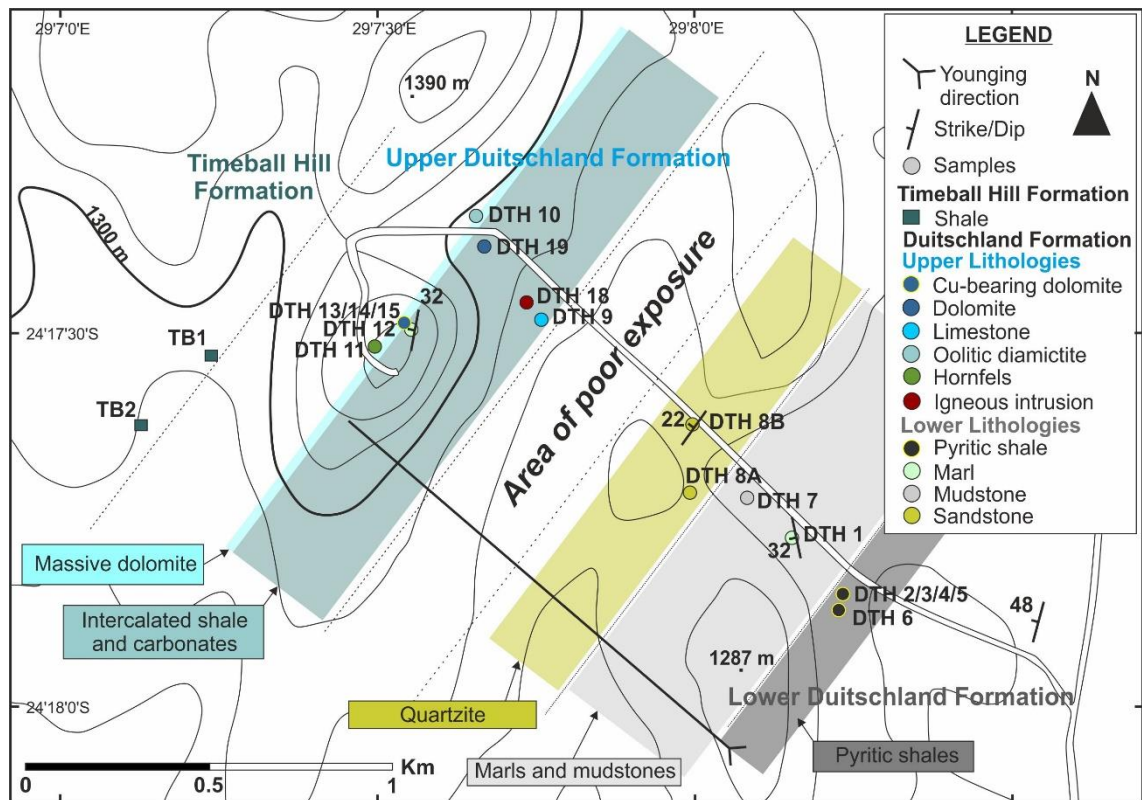 29°7'0"E
29°7'30"E
29°8'0"E
1390 m
Timeball Hill
Formation
Upper Duitschland Formation
1300 m
DTH 10
DTH 19
32
DTH 18
DTH 13/14/15
DTH 12
DTH 9
DTH 11
24°17'30"S
TB1
TB2
Area of poor exposure
22
DTH 8B
DTH 8A
DTH 7
DTH 1
32
DTH 2/3/4/5
DTH 6
48
Massive dolomite
Intercalated shale
and carbonates
1287 m
Lower Duitschland Formation
24°18'0"S
Quartzite
Marls and mudstones
Pyritic shales
0
0.5
1
Km
LEGEND
Younging
direction
N
Strike/Dip
Samples
Timeball Hill Formation
Shale
Duitschland Formation
Upper Lithologies
Cu-bearing dolomite
Dolomite
Limestone
Oolitic diamictite
Hornfels
Igneous intrusion
Lower Lithologies
Pyritic shale
Marl
Mudstone
Sandstone